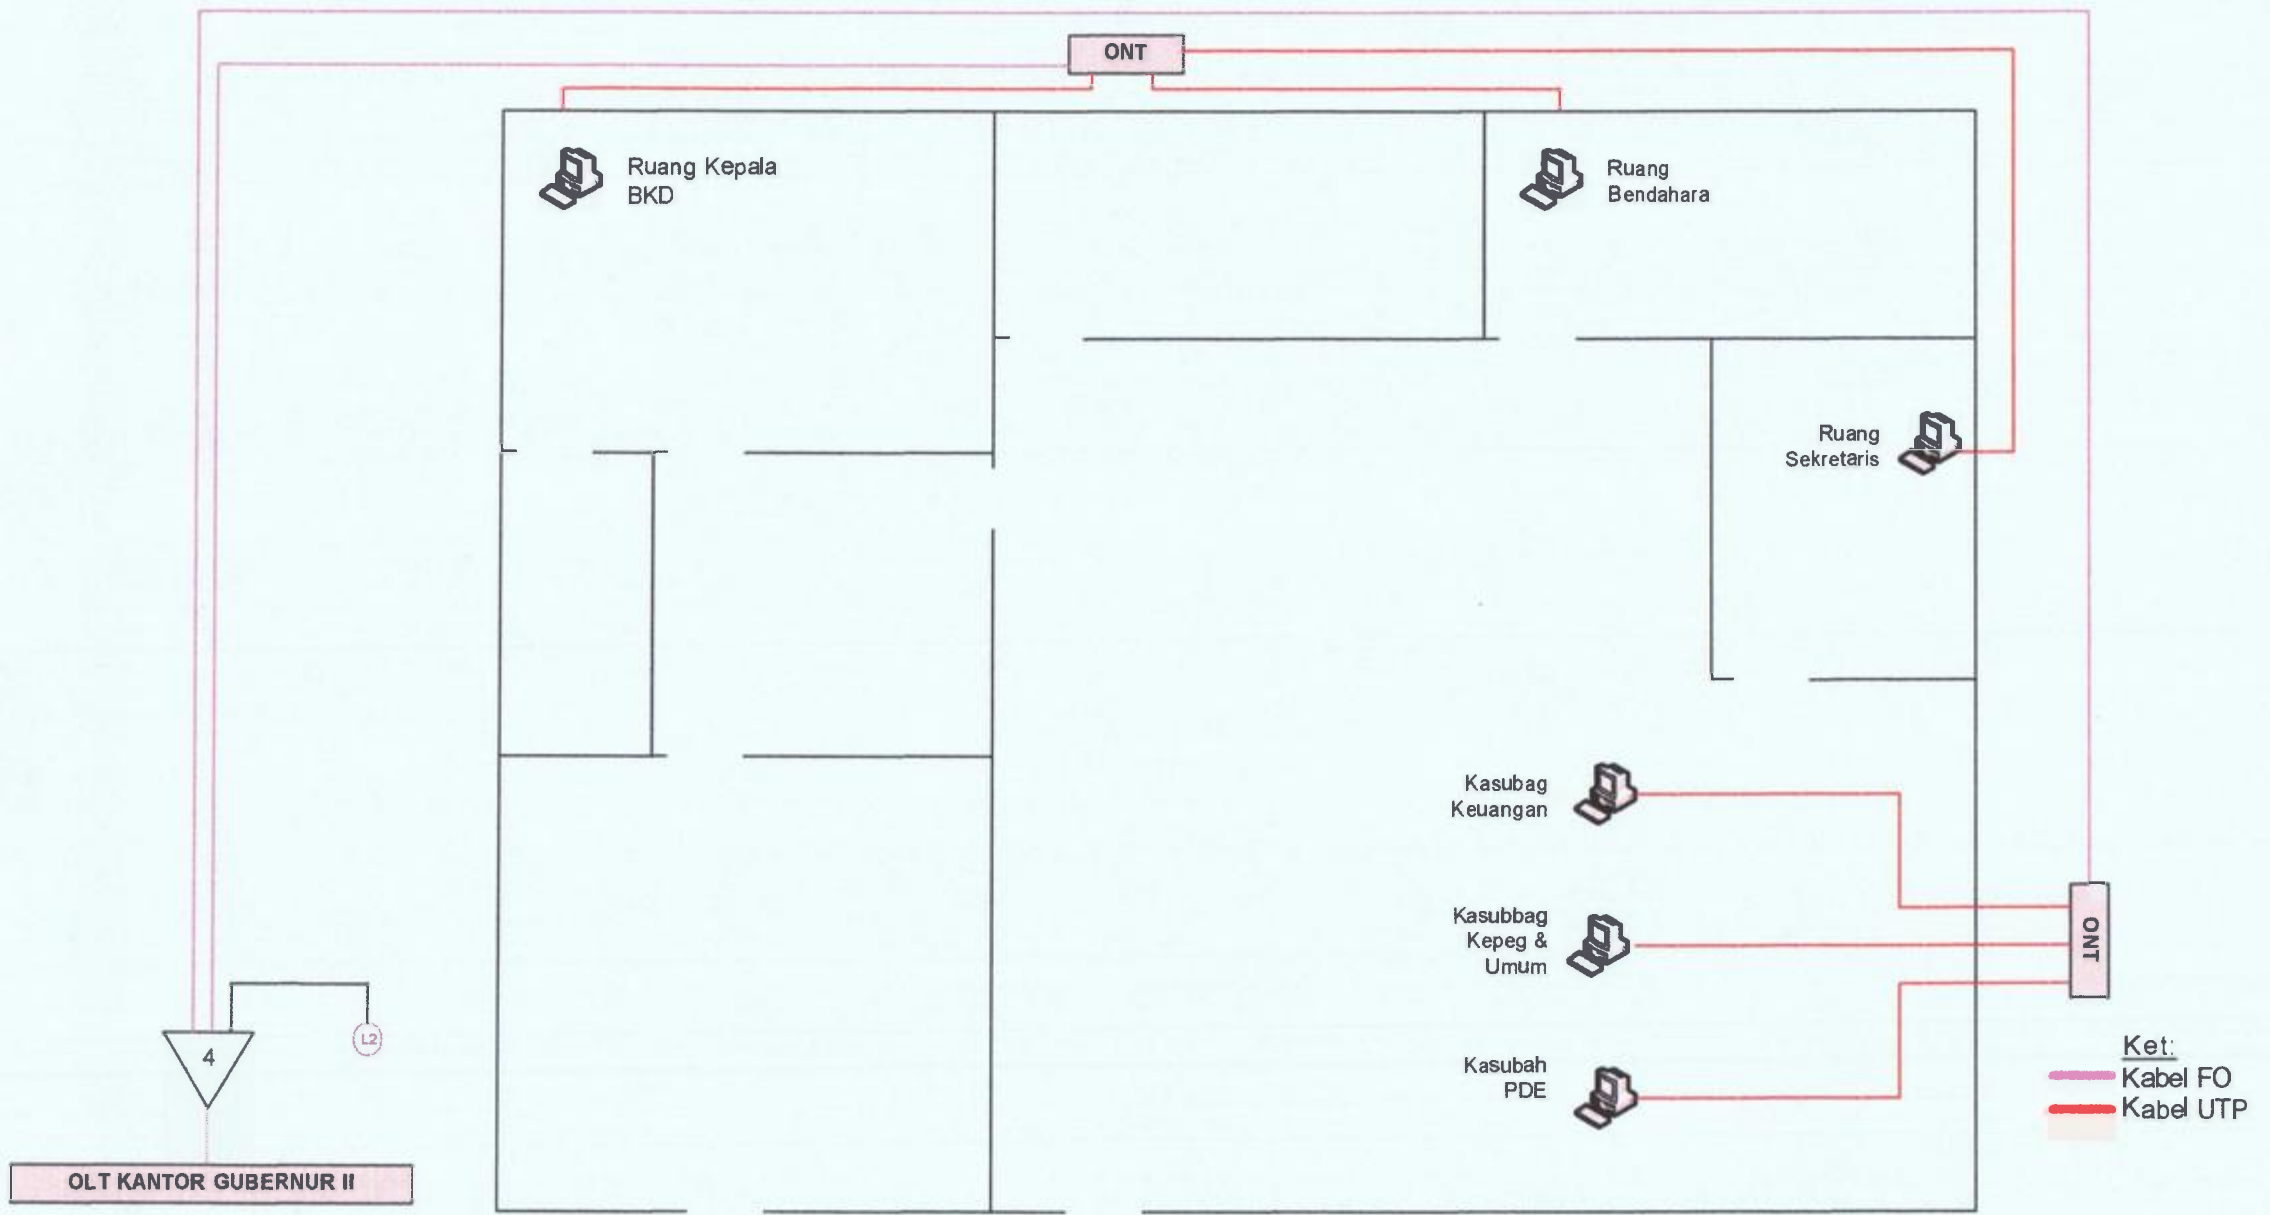 ONT
Ruang Kepala
BKD
Ruang
Bendahara
Ruang
Sekretaris
Kasubag
Keuangan
Kasubbag
Kepeg &
Umum
ONT
Kasubah
PDE
L2
4
Ket:
Kabel FO
Kabel UTP
OLT KANTOR GUBERNUR II